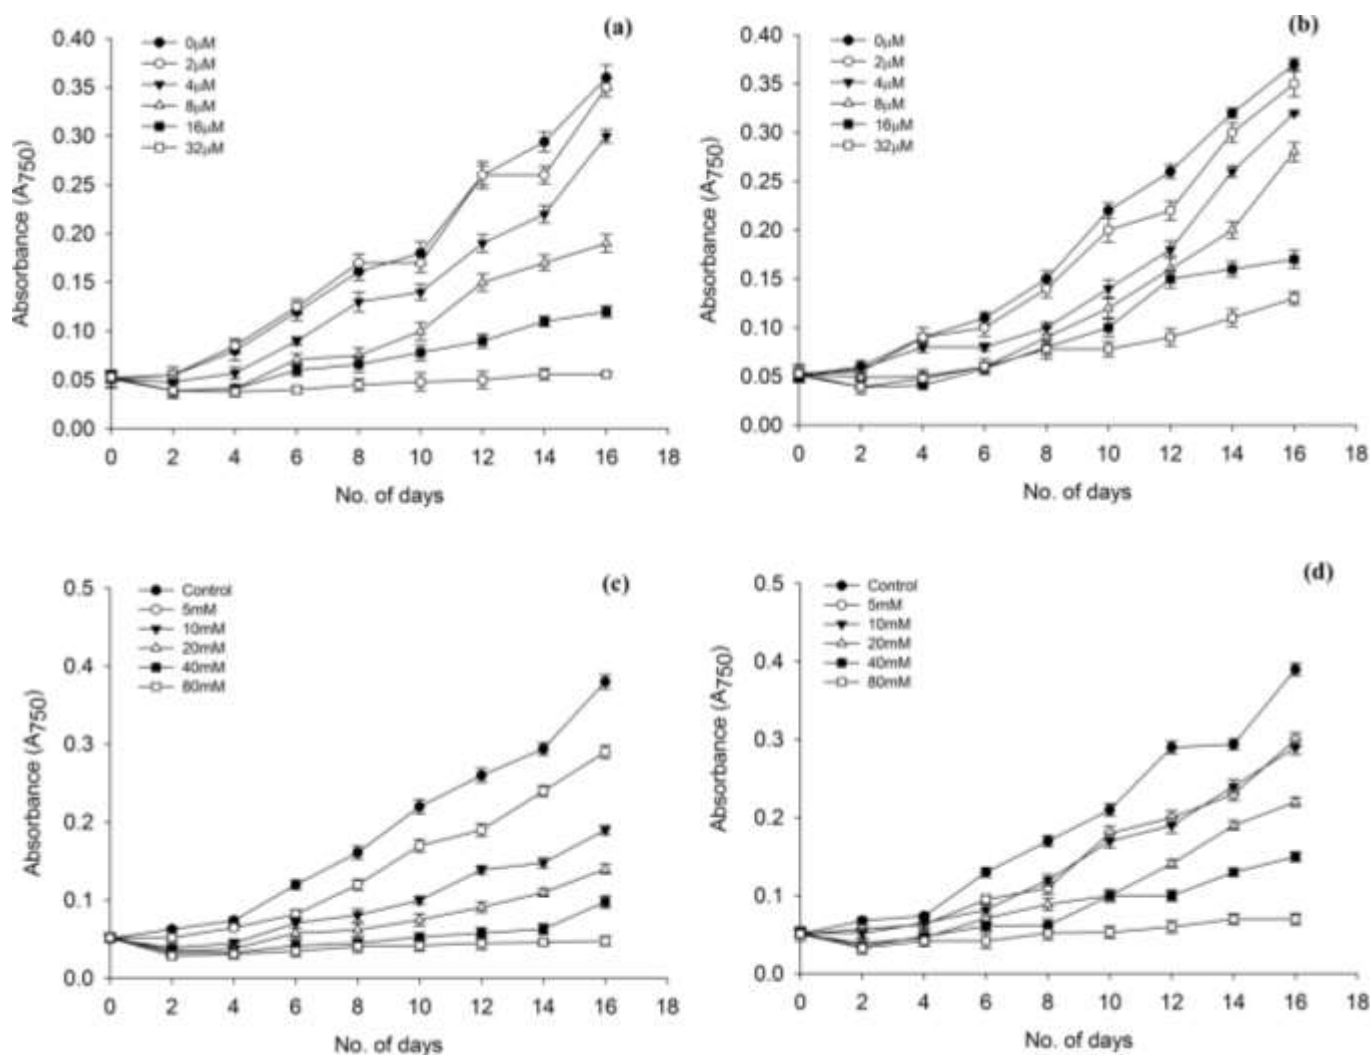 (a)
0.40
0.35
0.30
0.25
0.20
0.15
0.10
0.05
0.00
Absorbance (A750)
0μM
2μM
4μM
8μM
16μM
32μM
0 2 4 6 8 10 12 14 16 18
No. of days
(b)
0.40
0.35
0.30
0.25
0.20
0.15
0.10
0.05
0.00
Absorbance (A750)
0μM
2μM
4μM
8μM
16μM
32μM
0 2 4 6 8 10 12 14 16 18
No. of days
(c)
0.5
0.4
0.3
0.2
0.1
0.0
Absorbance (A750)
Control
5mM
10mM
20mM
40mM
80mM
0 2 4 6 8 10 12 14 16 18
No. of days
(d)
0.5
0.4
0.3
0.2
0.1
0.0
Absorbance (A750)
Control
5mM
10mM
20mM
40mM
80mM
0 2 4 6 8 10 12 14 16 18
No. of days